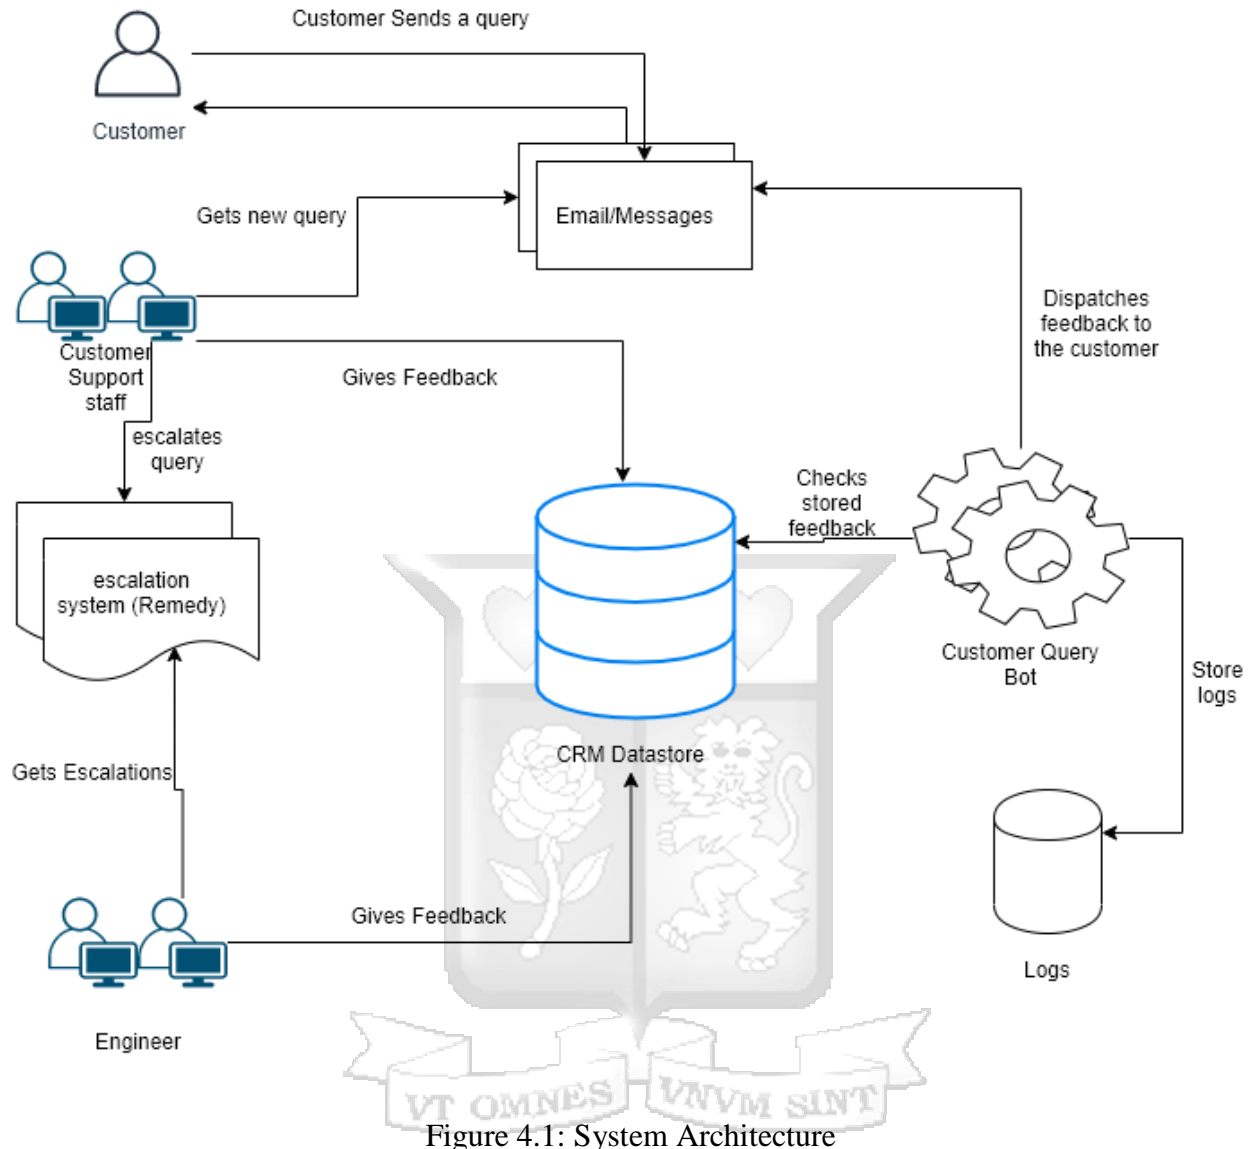 Customer Sends a query
Customer
Gets new query
Email/Messages
Dispatches
feedback to
the customer
Customer
Support
staff
Gives Feedback
escalates
query
Checks
stored
feedback
escalation
system (Remedy)
Customer Query
Bot
Store
logs
CRM Datastore
Gets Escalations
Gives Feedback
Logs
Engineer
VT OMNES VNVM SINT
Figure 4.1: System Architecture